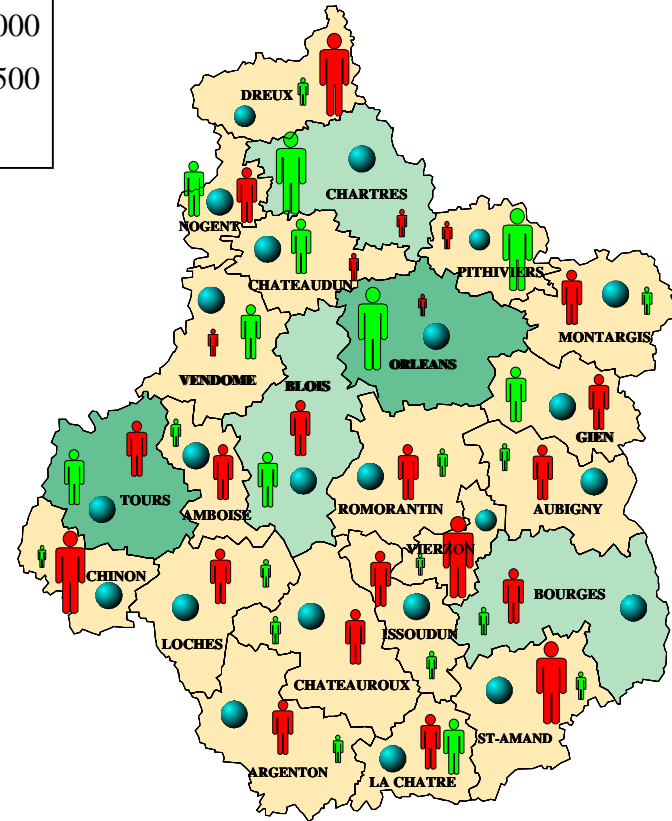 000
500
DREUX
CHARTRES
NOGENT
PITHIVIERS
CHATEAUDUN
MONTARGIS
ORLEANS
VENDOME
BLOIS
GIEN
TOURS
AMBOISE
ROMORANTIN
AUBIGNY
VIERZON
CHINON
BOURGES
LOCHES
ISSOUDUN
CHATEAUROUX
ST-AMAND
ARGENTON
LA CHATRE